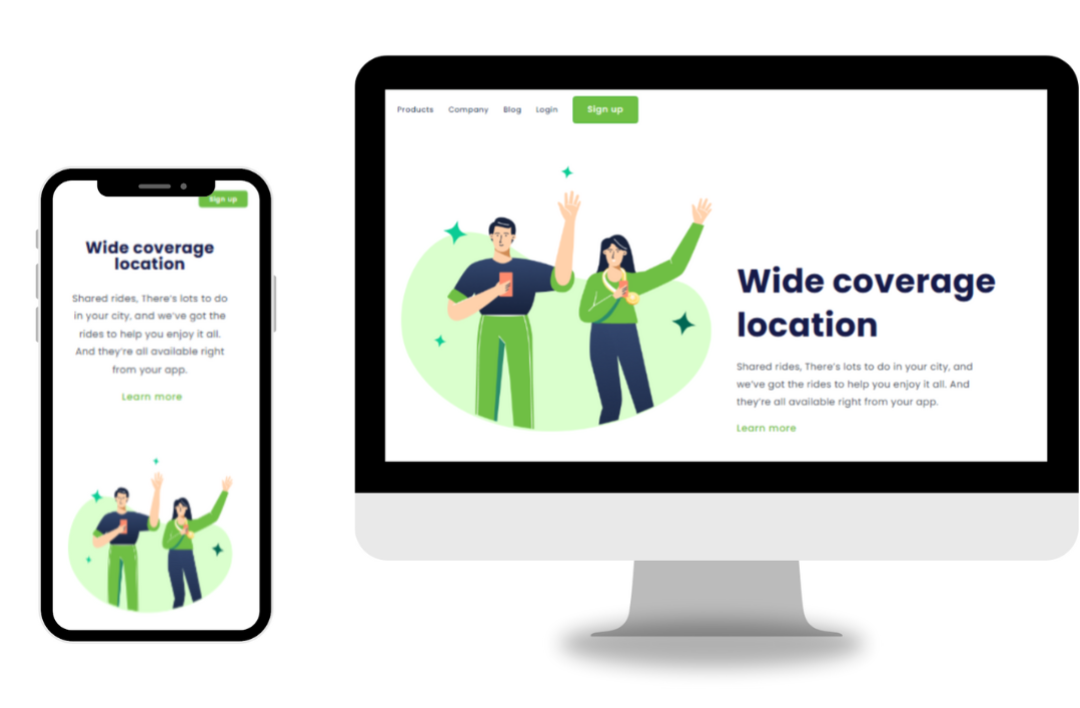 Sign up
Wide coverage
location
Shared rides, There's lots to do
in your city, and we've got the
rides to help you enjoy it all.
And they're all available right
from your app.
Learn more
Products Company Blog Login Sign up
Wide coverage
location
Shared rides, There's lots to do in your city, and
we've got the rides to help you enjoy it all. And
they're all available right from your app.
Learn more